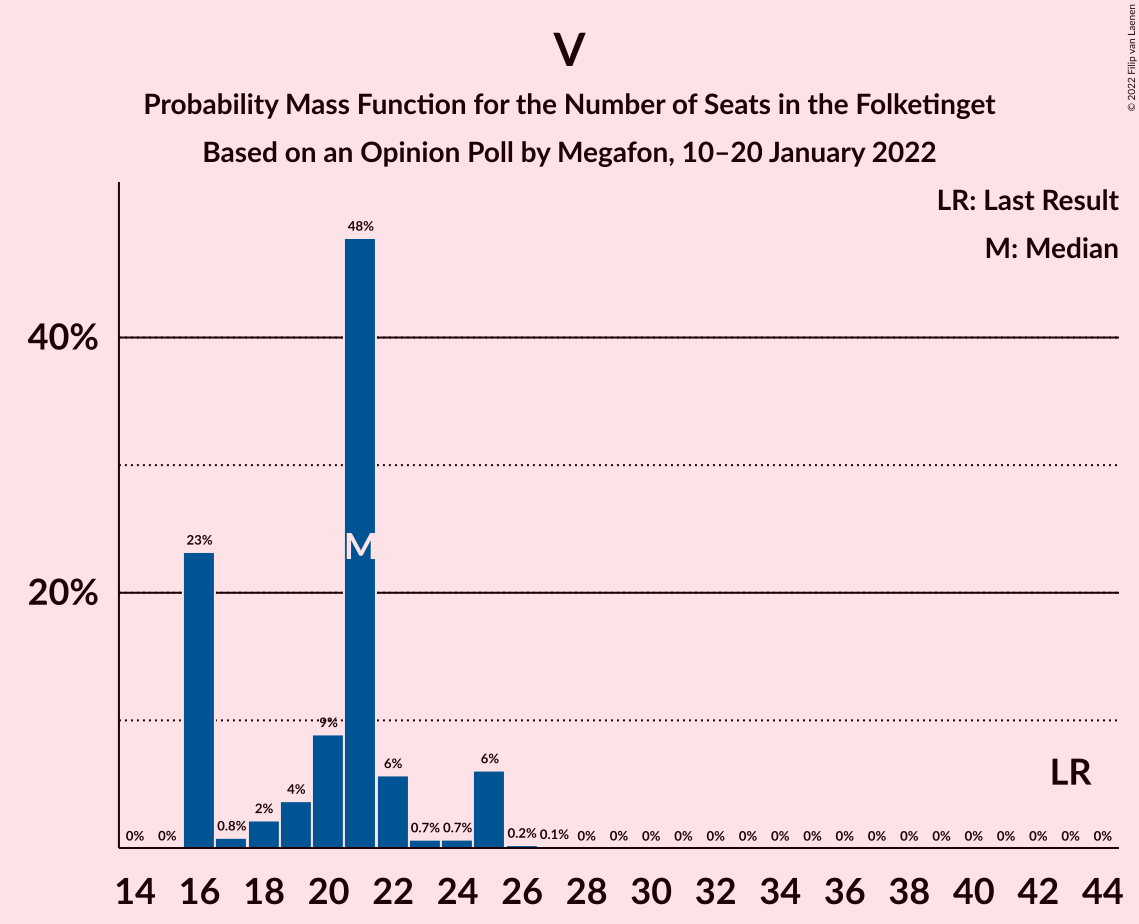 © 2022 Filip van Laenen
V
Probability Mass Function for the Number of Seats in the Folketinget
Based on an Opinion Poll by Megafon, 10–20 January 2022
LR: Last Result
M: Median
48%
40%
23%
M
20%
9%
LR
6% 6%
4%
2%
0% 0% 0.8% 0.7% 0.7% 0.2% 0.1% 0% 0% 0% 0% 0% 0% 0% 0% 0% 0% 0% 0% 0% 0% 0% 0% 0%
14 16 18 20 22 24 26 28 30 32 34 36 38 40 42 44